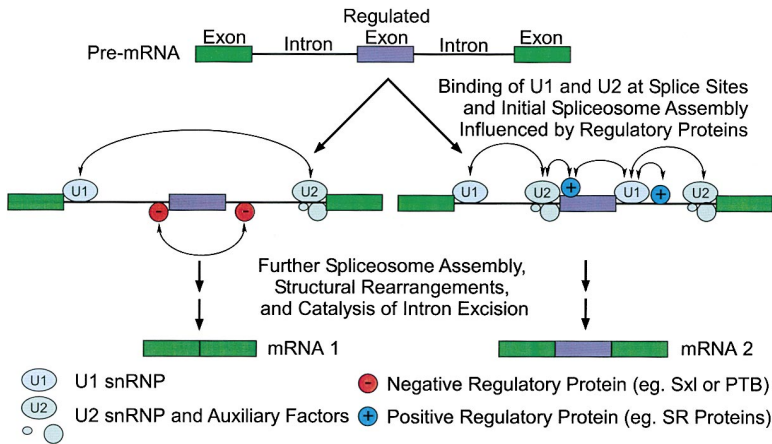 Regulated
Exon Intron Exon Intron Exon
Pre-mRNA
Binding of U1 and U2 at Splice Sites
and Initial Spliceosome Assembly
Influenced by Regulatory Proteins
U1 U2 U1 U2 + U1 + U2
- -
Further Spliceosome Assembly,
Structural Rearrangements,
and Catalysis of Intron Excision
mRNA 1 mRNA 2
U1 U1 snRNP - Negative Regulatory Protein (eg. Sxl or PTB)
U2 U2 snRNP and Auxiliary Factors + Positive Regulatory Protein (eg. SR Proteins)